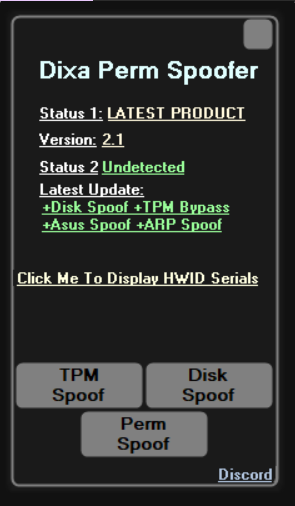 Dixa Perm Spoofer
Status 1: LATEST PRODUCT
Version: 2.1
Status 2 Undetected
Latest Update:
+Disk Spoof +TPM Bypass
+Asus Spoof +ARP Spoof
Click Me To Display HWID Serials
TPM Spoof
Disk Spoof
Perm Spoof
Discord